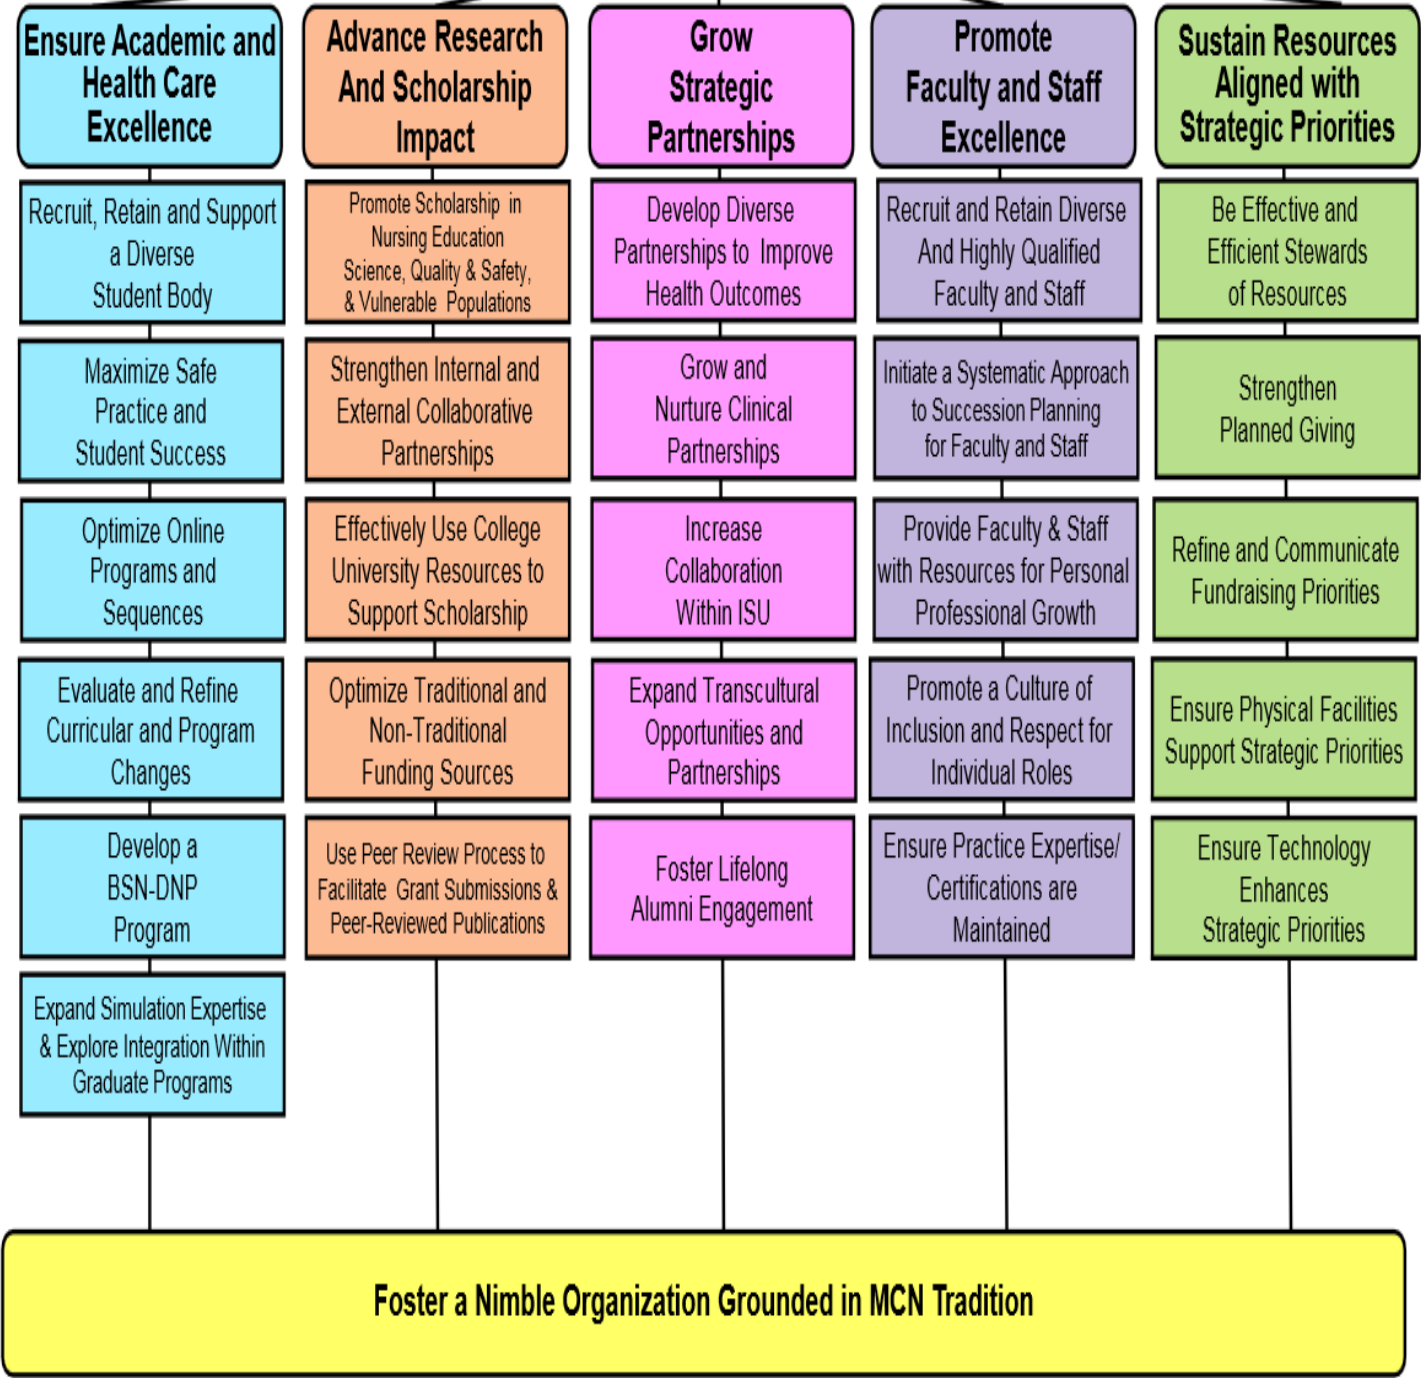 Ensure Academic and
Health Care
Excellence
Recruit, Retain and Support
a Diverse
Student Body
Maximize Safe
Practice and
Student Success
Optimize Online
Programs and
Sequences
Evaluate and Refine
Curricular and Program
Changes
Develop a
BSN-DNP
Program
Expand Simulation Expertise
& Explore Integration Within
Graduate Programs
Advance Research
And Scholarship
Impact
Promote Scholarship in
Nursing Education
Science, Quality & Safety,
& Vulnerable Populations
Strengthen Internal and
External Collaborative
Partnerships
Effectively Use College
University Resources to
Support Scholarship
Optimize Traditional and
Non-Traditional
Funding Sources
Use Peer Review Process to
Facilitate Grant Submissions &
Peer-Reviewed Publications
Grow
Strategic
Partnerships
Develop Diverse
Partnerships to Improve
Health Outcomes
Grow and
Nurture Clinical
Partnerships
Increase
Collaboration
Within ISU
Expand Transcultural
Opportunities and
Partnerships
Foster Lifelong
Alumni Engagement
Promote
Faculty and Staff
Excellence
Recruit and Retain Diverse
And Highly Qualified
Faculty and Staff
Initiate a Systematic Approach
to Succession Planning
for Faculty and Staff
Provide Faculty & Staff
with Resources for Personal
Professional Growth
Promote a Culture of
Inclusion and Respect for
Individual Roles
Ensure Practice Expertise/
Certifications are
Maintained
Sustain Resources
Aligned with
Strategic Priorities
Be Effective and
Efficient Stewards
of Resources
Strengthen
Planned Giving
Refine and Communicate
Fundraising Priorities
Ensure Physical Facilities
Support Strategic Priorities
Ensure Technology
Enhances
Strategic Priorities
Foster a Nimble Organization Grounded in MCN Tradition